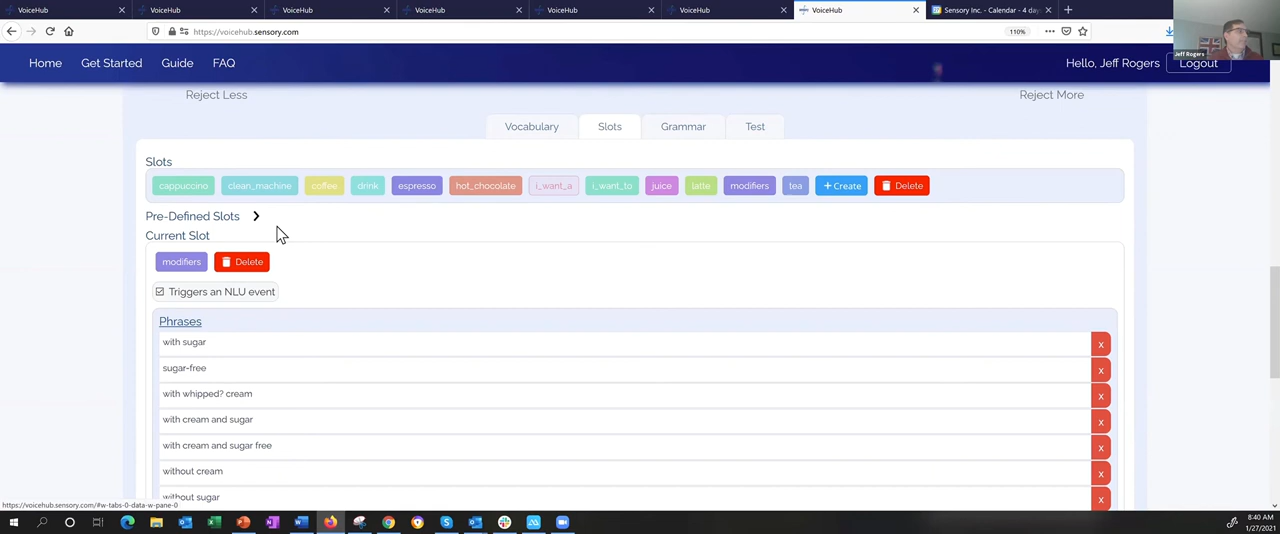 VoiceHub VoiceHub VoiceHub VoiceHub VoiceHub VoiceHub VoiceHub Sensory Inc. - Calendar - 4 day
https://voicehub.sensory.com 110%
Jeff Rogers
Home Get Started Guide FAQ Hello, Jeff Rogers Logout
Reject Less Reject More
Vocabulary Slots Grammar Test
Slots
cappuccino clean_machine coffee drink espresso hot_chocolate i_want_a i_want_to juice latte modifiers tea + Create Delete
Pre-Defined Slots
Current Slot
modifiers Delete
Triggers an NLU event
Phrases
with sugar x
sugar-free x
with whipped? cream x
with cream and sugar x
with cream and sugar free x
without cream x
without sugar x
https://voicehub.sensory.com/#w-tabs-0-data-w-pane-0
8:40 AM
1/27/2021